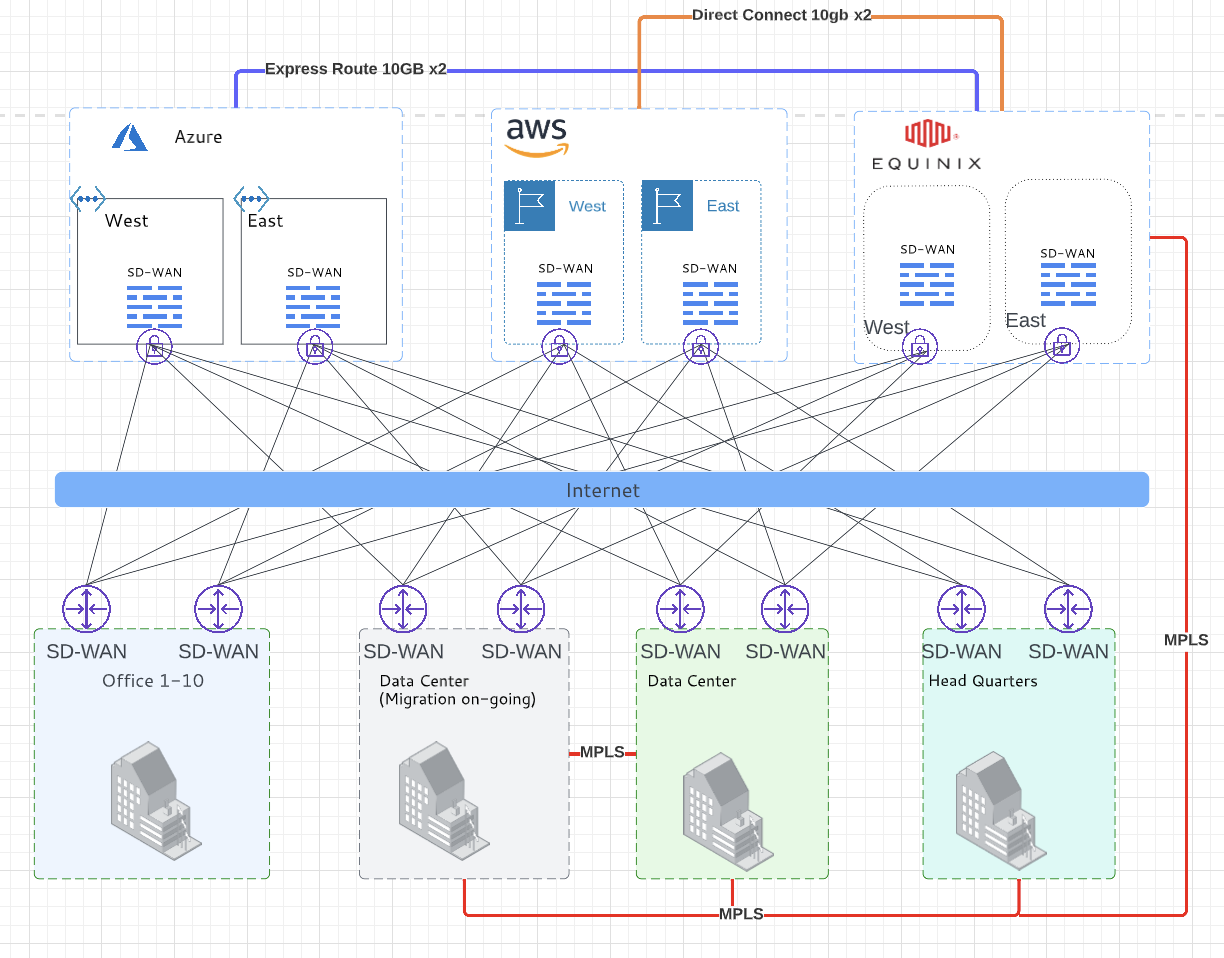 Direct Connect 10gb x2
Express Route 10GB x2
Azure
aws
EQUINIX
West
East
West
East
SD-WAN
SD-WAN
SD-WAN
SD-WAN
SD-WAN
SD-WAN
West
East
Internet
MPLS
SD-WAN
SD-WAN
SD-WAN
SD-WAN
SD-WAN
SD-WAN
SD-WAN
SD-WAN
Office 1-10
Data Center
(Migration on-going)
Data Center
Head Quarters
MPLS
MPLS